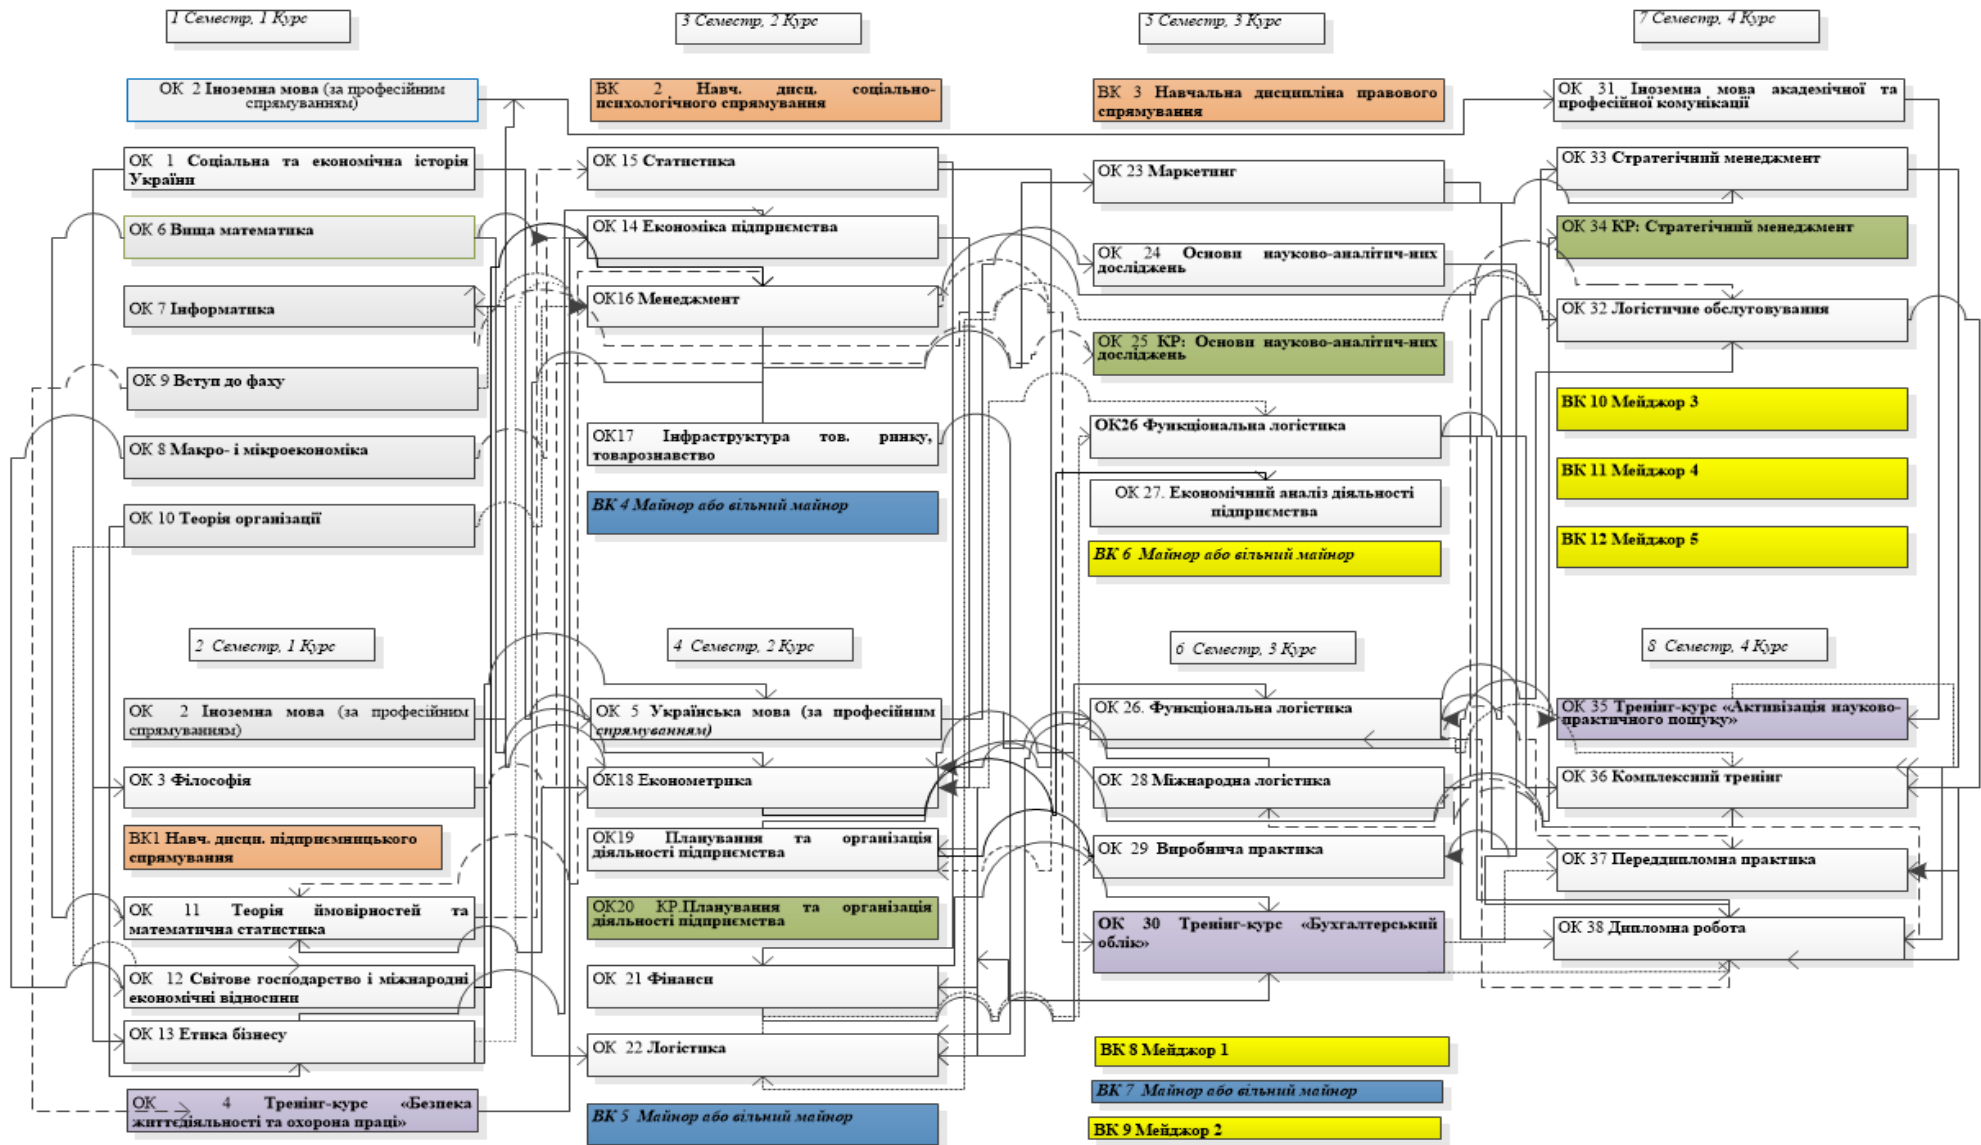 1 Семестр, 1 Курс
ОК 2 Іноземна мова (за професійним
спрямуванням)
ОК 1 Соціальна та економічна історія
України
ОК 6 Вища математика
ОК 7 Інформатика
ОК 9 Вступ до фаху
ОК 8 Макро- і мікроекономіка
ОК 10 Теорія організації
2 Семестр, 1 Курс
ОК 2 Іноземна мова (за професійним
спрямуванням)
ОК 3 Філософія
ВК1 Навч. дисцп. підприємницького
спрямування
ОК 11 Теорія ймовірностей та
математична статистика
ОК 12 Світове господарство і міжнародні
економічні відносини
ОК 13 Етика бізнесу
ОК 4 Тренінг-курс «Безпека
життєдіяльності та охорона праці»
3 Семестр, 2 Курс
ВК 2 Навч. дисц. соціально-
психологічного спрямування
ОК 15 Статистика
ОК 14 Економіка підприємства
ОК16 Менеджмент
ОК17 Інфраструктура тов. ринку,
товарознавство
ВК 4 Майнор або вільний майнор
4 Семестр, 2 Курс
ОК 5 Українська мова (за професійним
спрямуванням)
ОК18 Економетрика
ОК19 Планування та організація
діяльності підприємства
ОК20 КР.Планування та організація
діяльності підприємства
ОК 21 Фінанси
ОК 22 Логістика
ВК 5 Майнор або вільний майнор
5 Семестр, 3 Курс
ВК 3 Навчальна дисципліна правового
спрямування
ОК 23 Маркетинг
ОК 24 Основи науково-аналітич-них
досліджень
ОК 25 КР: Основи науково-аналітич-них
досліджень
ОК26 Функціональна логістика
ОК 27. Економічний аналіз діяльності
підприємства
ВК 6 Майнор або вільний майнор
6 Семестр, 3 Курс
ОК 26. Функціональна логістика
ОК 28 Міжнародна логістика
ОК 29 Виробнича практика
ОК 30 Тренінг-курс «Бухгалтерський
облік»
ВК 8 Мейджор 1
ВК 7 Майнор або вільний майнор
ВК 9 Мейджор 2
7 Семестр, 4 Курс
ОК 31 Іноземна мова академічної та
професійної комунікації
ОК 33 Стратегічний менеджмент
ОК 34 КР: Стратегічний менеджмент
ОК 32 Логістичне обслуговування
ВК 10 Мейджор 3
ВК 11 Мейджор 4
ВК 12 Мейджор 5
8 Семестр, 4 Курс
ОК 35 Тренінг-курс «Активізація науково-
практичного пошуку»
ОК 36 Комплексний тренінг
ОК 37 Переддипломна практика
ОК 38 Дипломна робота